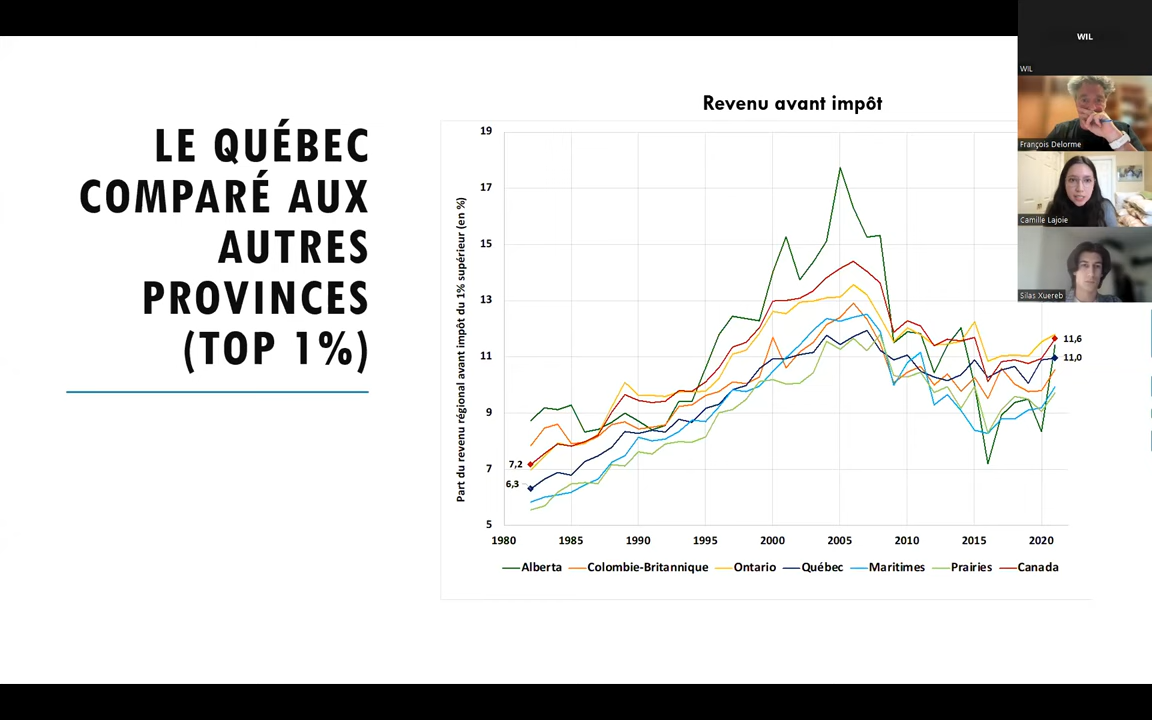 LE QUÉBEC
COMPARÉ AUX
AUTRES
PROVINCES
(TOP 1%)
Revenu avant impôt
Part du revenu régional avant impôt du 1% supérieur (en %)
19
17
15
13
11
9
7
5
7,2
6,3
11,6
11,0
1980 1985 1990 1995 2000 2005 2010 2015 2020
Alberta Colombie-Britannique Ontario Québec Maritimes Prairies Canada
WIL
WIL
François Delorme
Camille Lajoie
Silas Xuereb